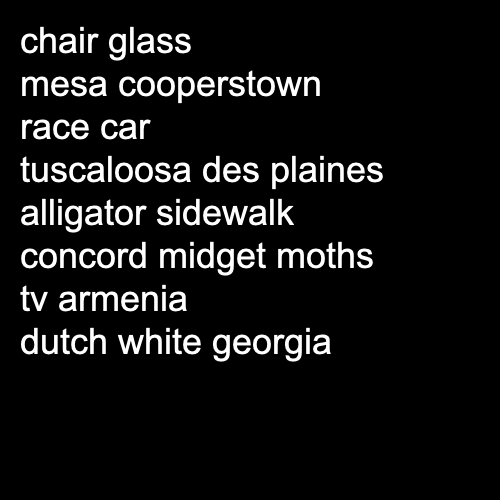 chair glass
mesa cooperstown
race car
tuscaloosa des plaines
alligator sidewalk
concord midget moths
tv armenia
dutch white georgia